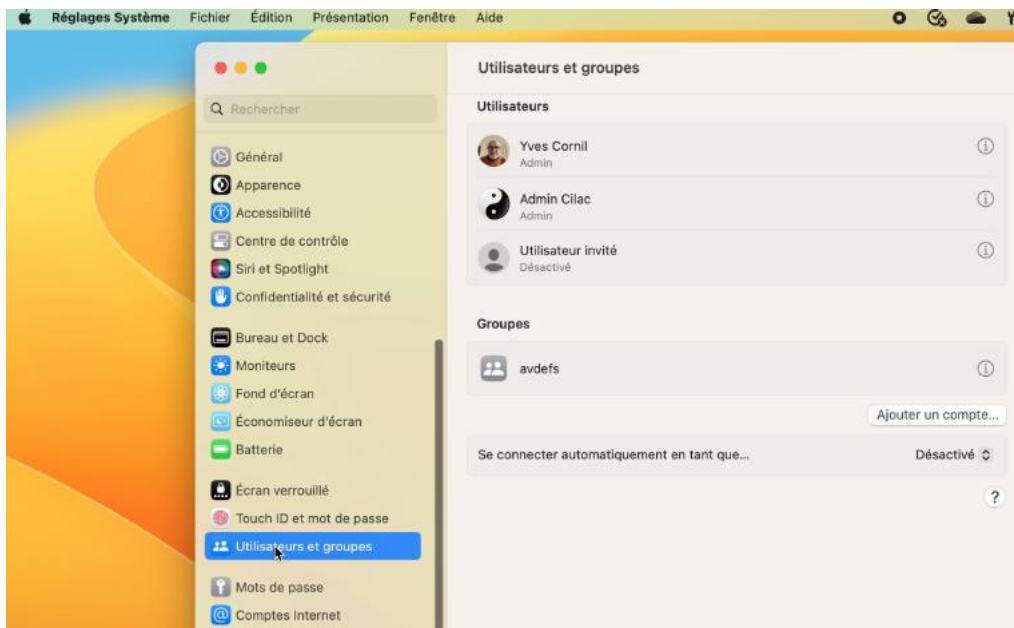 Réglages Système Fichier Édition Présentation Fenêtre Aide
Utilisateurs et groupes
Rechercher
Général
Apparence
Accessibilité
Centre de contrôle
Siri et Spotlight
Confidentialité et sécurité
Bureau et Dock
Moniteurs
Fond d'écran
Économiseur d'écran
Batterie
Écran verrouillé
Touch ID et mot de passe
Utilisateurs et groupes
Mots de passe
Comptes Internet
Utilisateurs
Yves Cornil
Admin
Admin Cilac
Admin
Utilisateur invité
Désactivé
Groupes
avdefs
Ajouter un compte...
Se connecter automatiquement en tant que... Désactivé
?